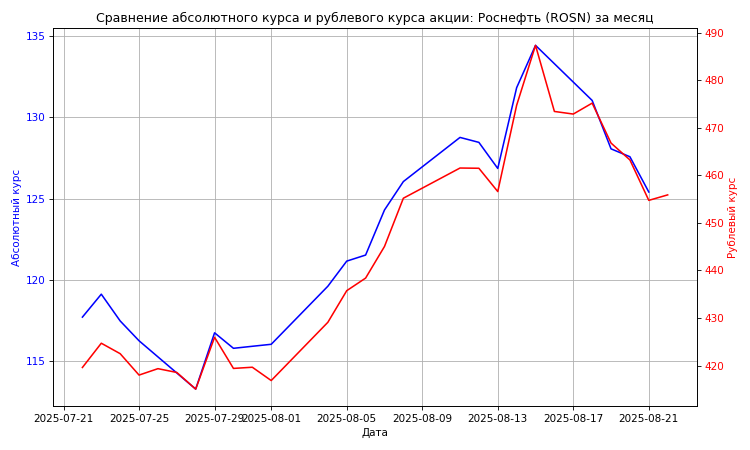 Сравнение абсолютного курса и рублевого курса акции: Роснефть (ROSN) за месяц
Абсолютный курс
135
130
125
120
115
490
480
470
460
450
440
430
420
Рублевый курс
2025-07-21 2025-07-25 2025-07-29 2025-08-01 2025-08-05 2025-08-09 2025-08-13 2025-08-17 2025-08-21
Дата